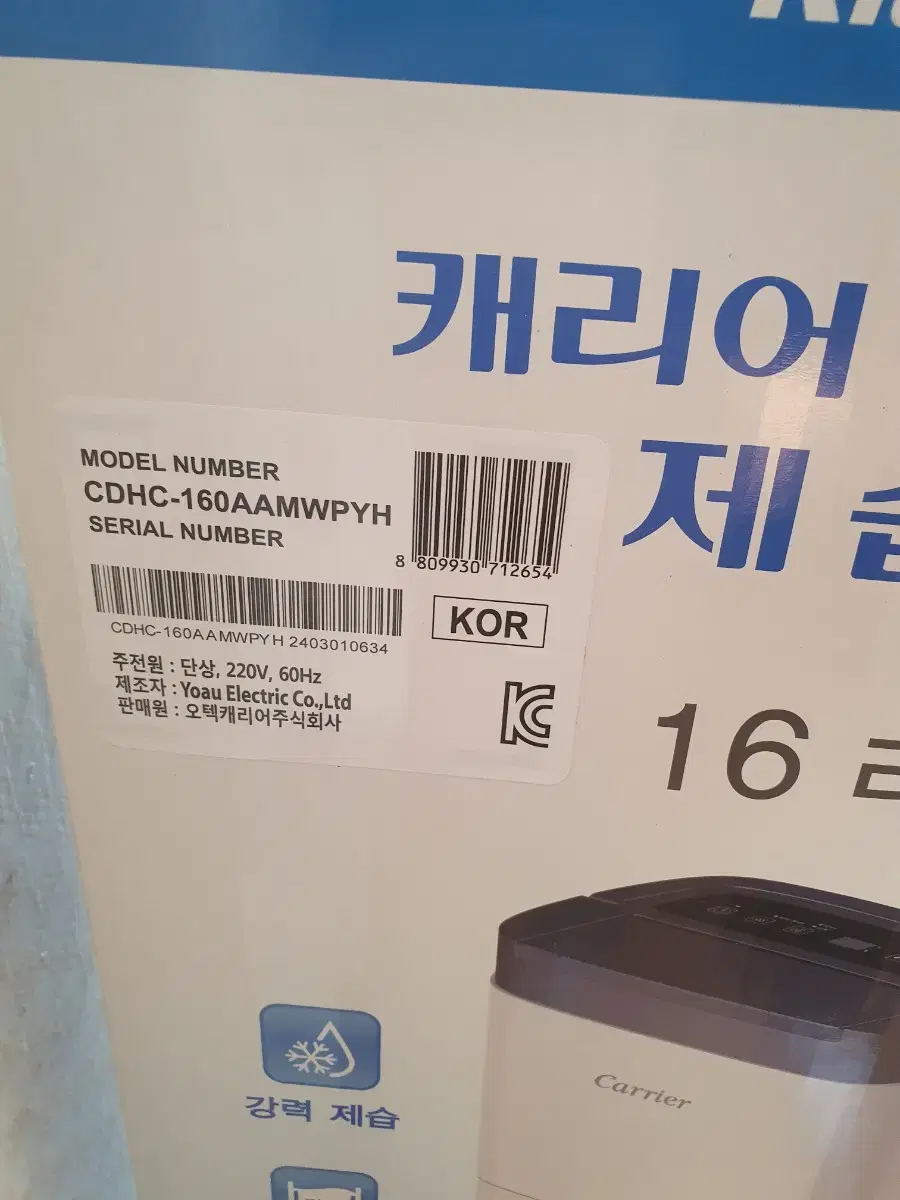 캐리어
제
MODEL NUMBER
CDHC-160AAMWPYH
SERIAL NUMBER
8 809930 712654
CDHC-160AAMWPYH 2403010634
KOR
주전원 : 단상, 220V, 60Hz
제조자 : Yoau Electric Co.,Ltd
판매원 : 오텍캐리어주식회사
16
Carrier
강력 제습